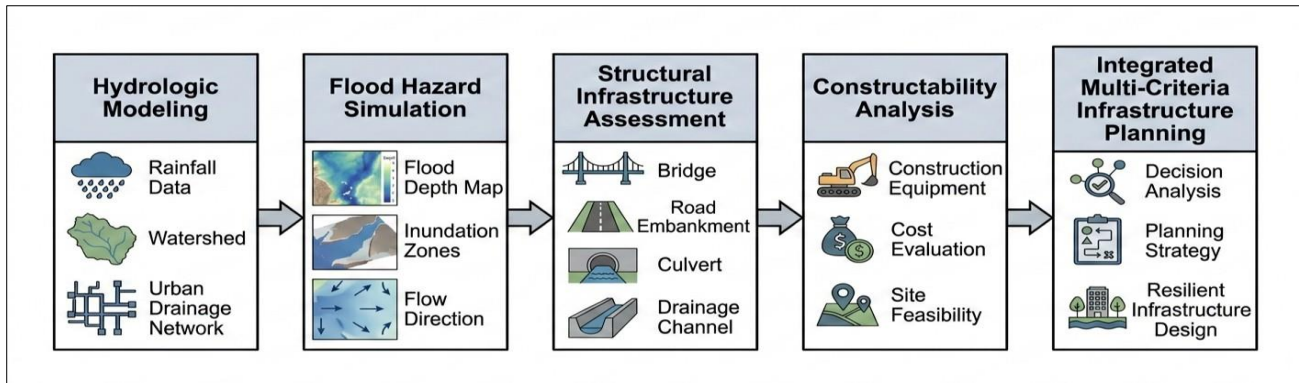 Hydrologic
Modeling
Rainfall
Data
Watershed
Urban
Drainage
Network
Flood Hazard
Simulation
Flood
Depth Map
Inundation
Zones
Flow
Direction
Structural
Infrastructure
Assessment
Bridge
Road
Embankment
Culvert
Drainage
Channel
Constructability
Analysis
Construction
Equipment
Cost
Evaluation
Site
Feasibility
Integrated
Multi-Criteria
Infrastructure
Planning
Decision
Analysis
Planning
Strategy
Resilient
Infrastructure
Design